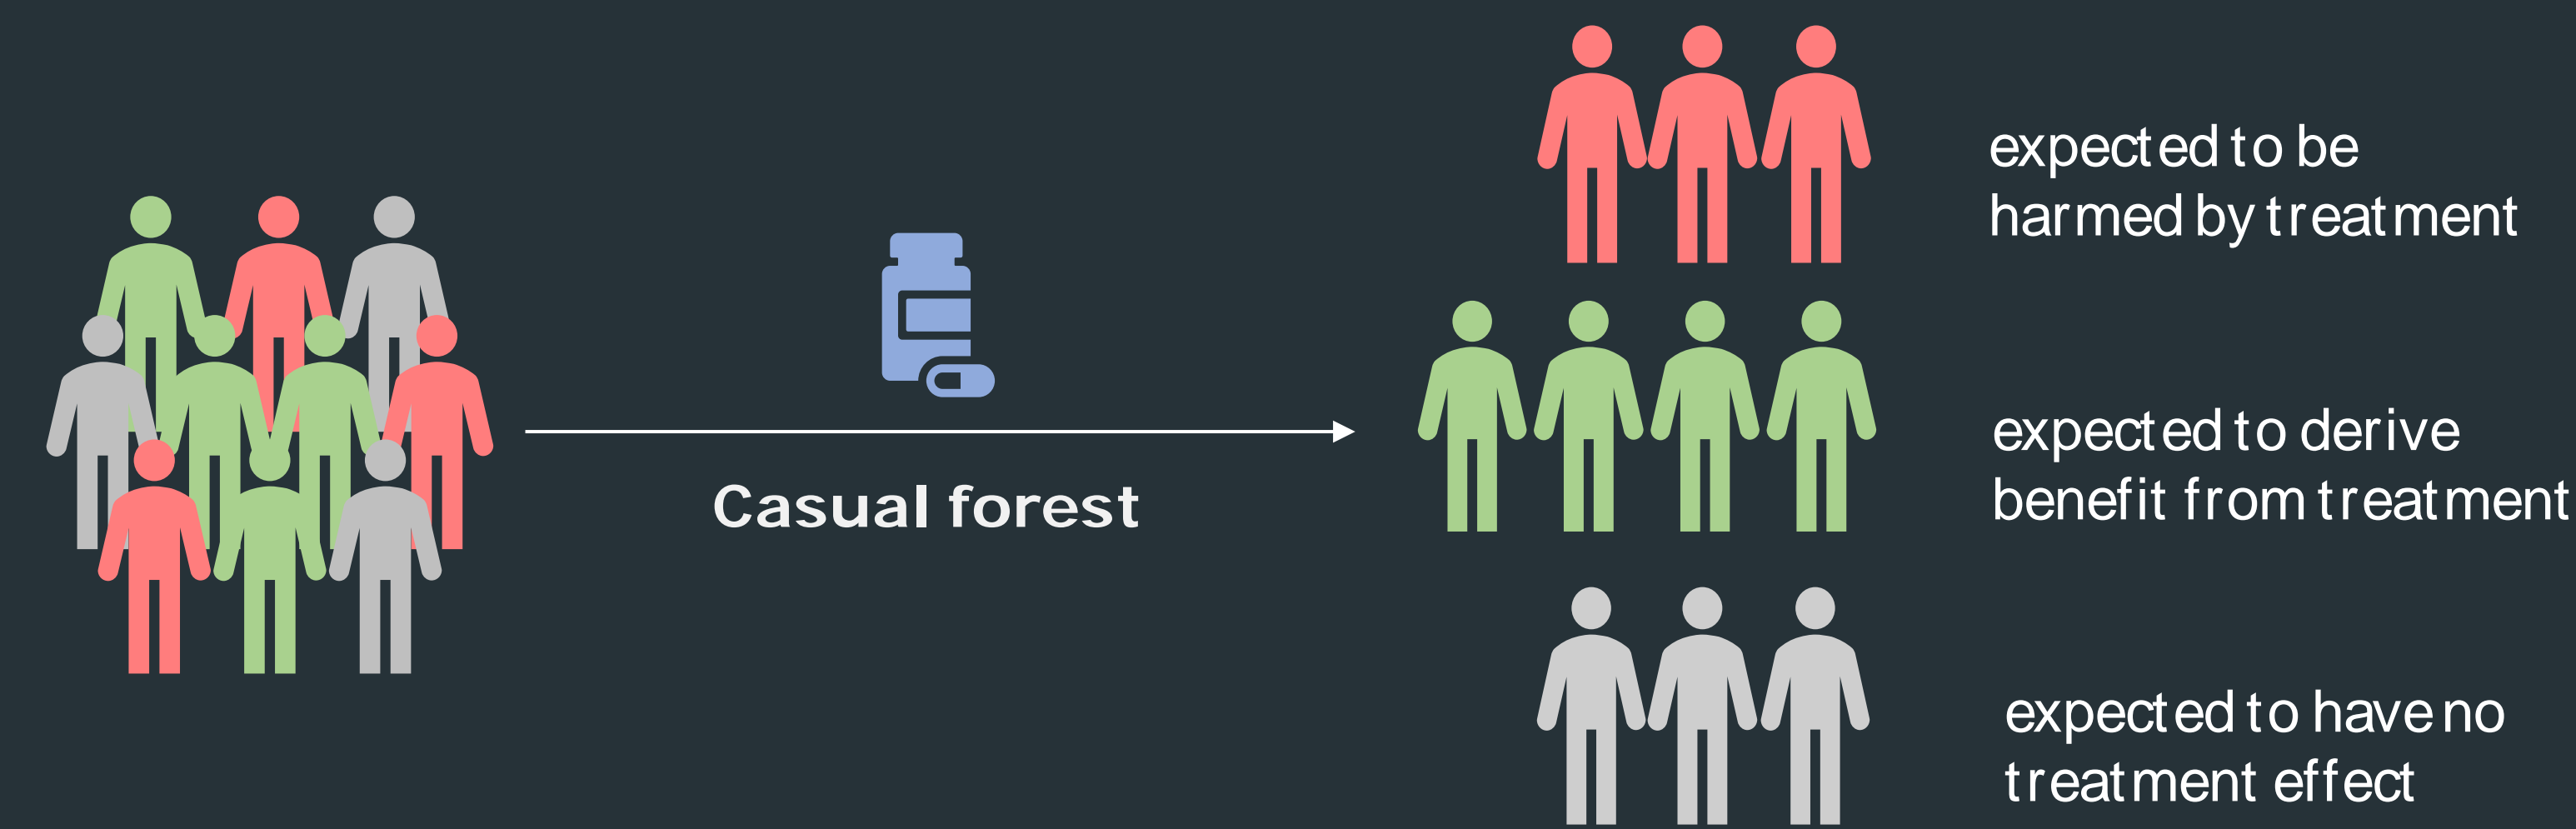 expected to be
harmed by treatment
Casual forest
expected to derive
benefit from treatment
expected to have no
treatment effect